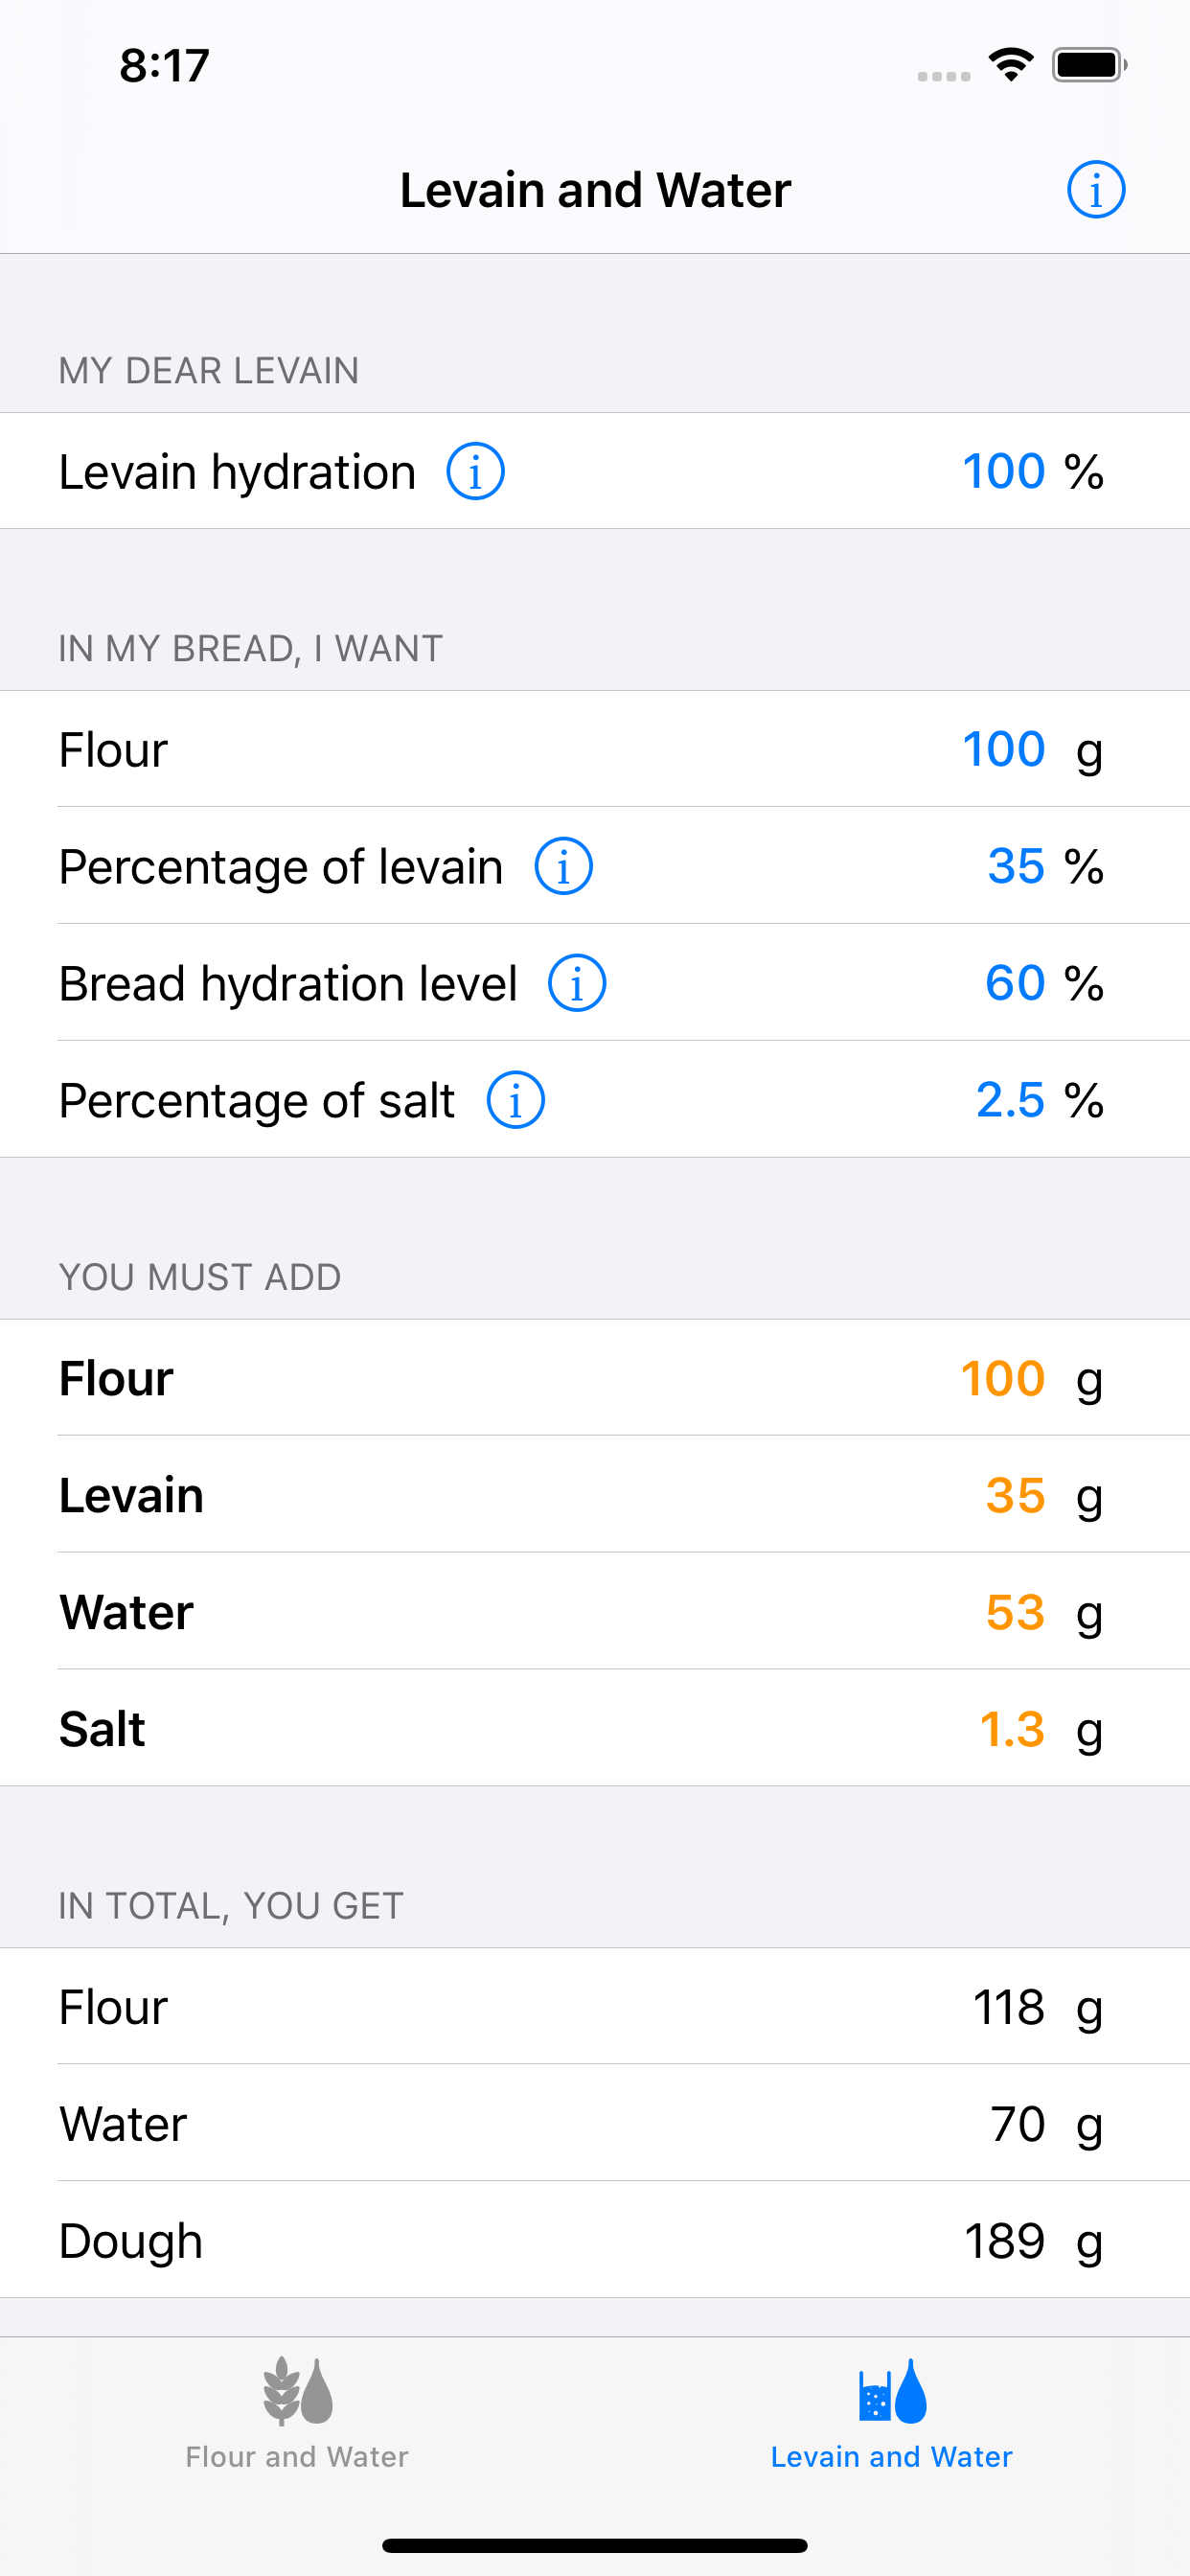 8:17
Levain and Water
MY DEAR LEVAIN
Levain hydration i 100 %
IN MY BREAD, I WANT
Flour 100 g
Percentage of levain i 35 %
Bread hydration level i 60 %
Percentage of salt i 2.5 %
YOU MUST ADD
Flour 100 g
Levain 35 g
Water 53 g
Salt 1.3 g
IN TOTAL, YOU GET
Flour 118 g
Water 70 g
Dough 189 g
Flour and Water Levain and Water